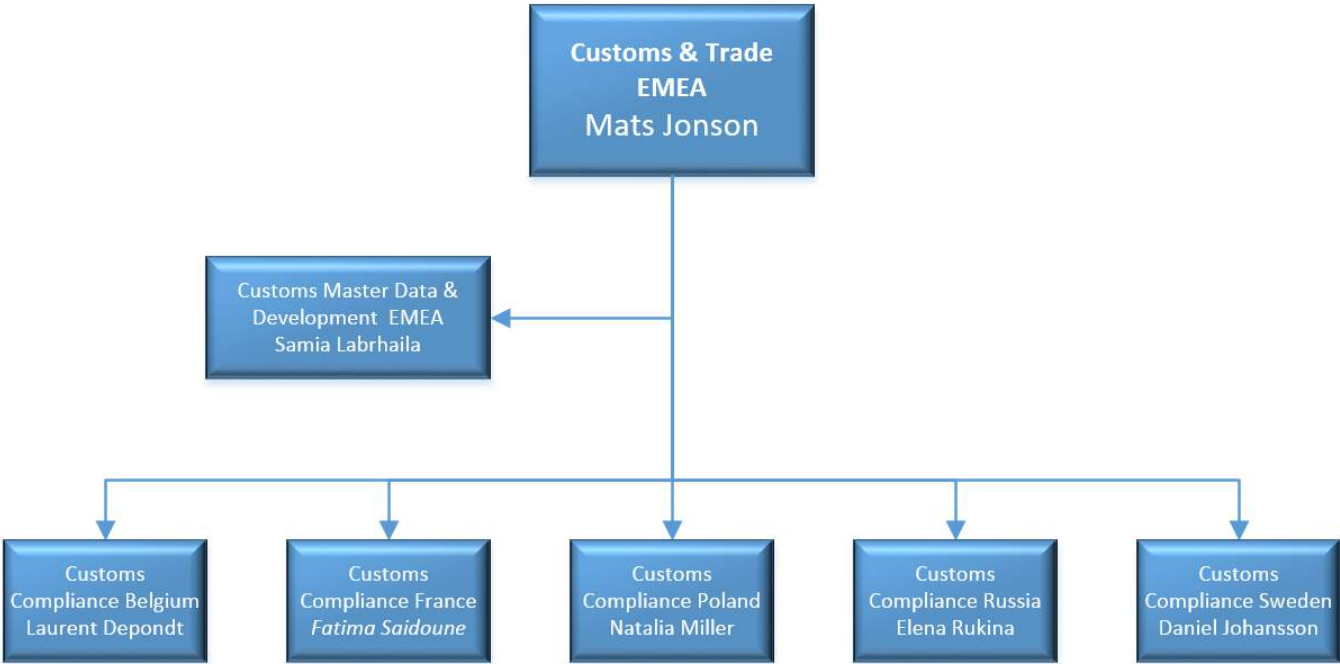 Customs & Trade
EMEA
Mats Jonson
Customs Master Data &
Development EMEA
Samia Labrhaila
Customs
Compliance Belgium
Laurent Depondt
Customs
Compliance France
Fatima Saidoune
Customs
Compliance Poland
Natalia Miller
Customs
Compliance Russia
Elena Rukina
Customs
Compliance Sweden
Daniel Johansson